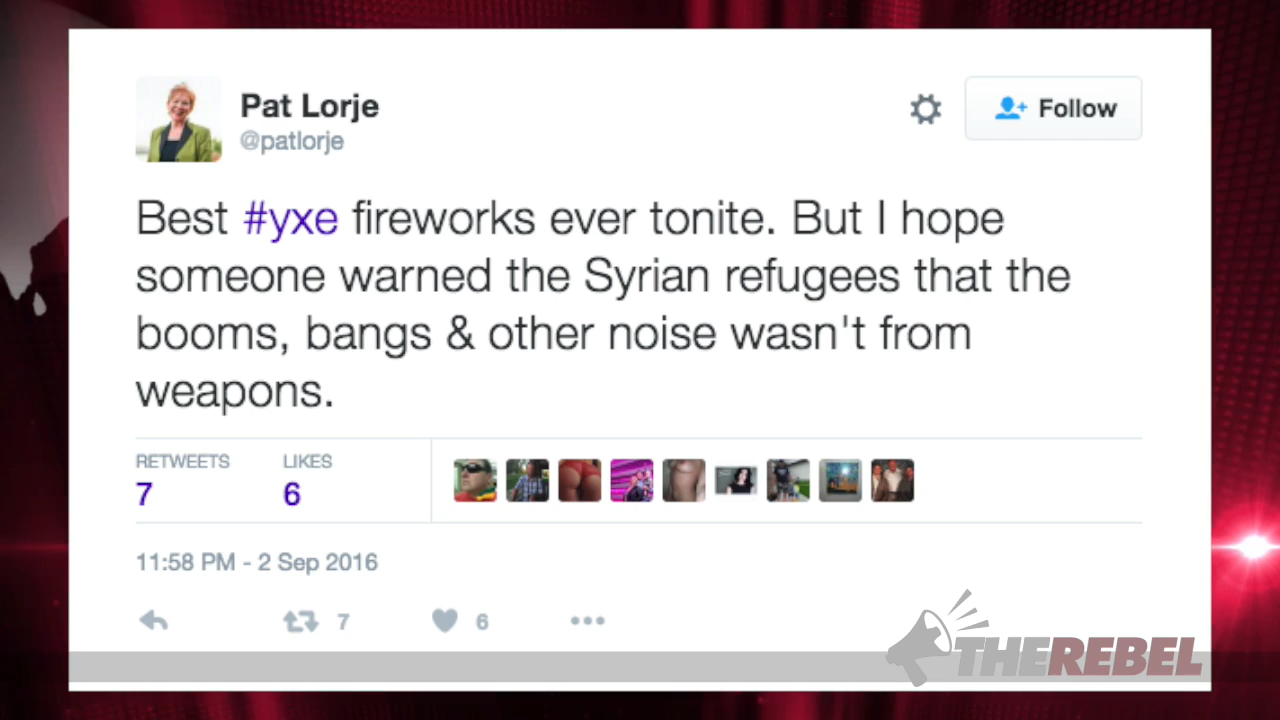 Pat Lorje
@patlorje
Follow
Best #yxe fireworks ever tonite. But I hope
someone warned the Syrian refugees that the
booms, bangs & other noise wasn't from
weapons.
RETWEETS LIKES
7 6
11:58 PM - 2 Sep 2016
7 6
THEREBEL